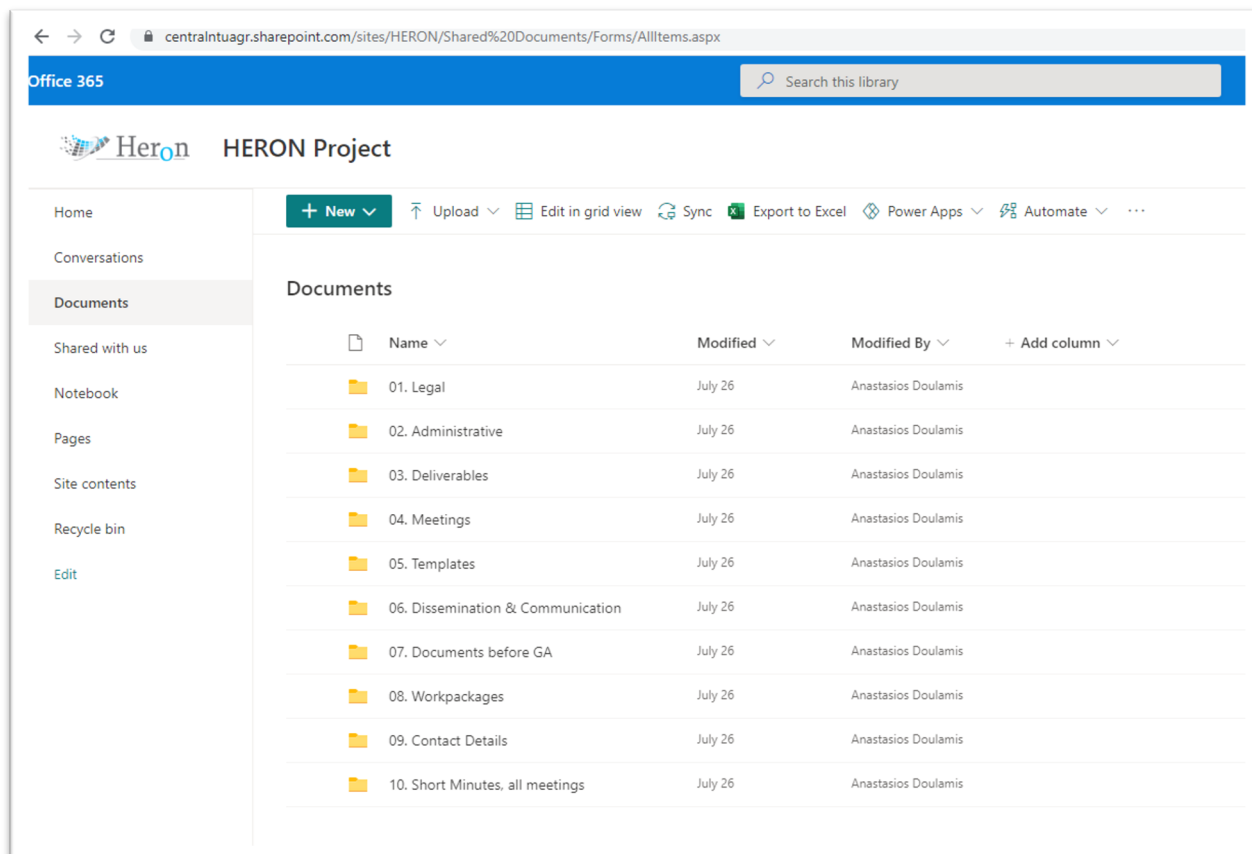 centralntuagr.sharepoint.com/sites/HERON/Shared%20Documents/Forms/AllItems.aspx
Office 365 Search this library
Heron HERON Project
Home
Conversations
Documents
Shared with us
Notebook
Pages
Site contents
Recycle bin
Edit
+ New Upload Edit in grid view Sync Export to Excel Power Apps Automate ...
Documents
Name Modified Modified By + Add column
01. Legal July 26 Anastasios Doulamis
02. Administrative July 26 Anastasios Doulamis
03. Deliverables July 26 Anastasios Doulamis
04. Meetings July 26 Anastasios Doulamis
05. Templates July 26 Anastasios Doulamis
06. Dissemination & Communication July 26 Anastasios Doulamis
07. Documents before GA July 26 Anastasios Doulamis
08. Workpackages July 26 Anastasios Doulamis
09. Contact Details July 26 Anastasios Doulamis
10. Short Minutes, all meetings July 26 Anastasios Doulamis